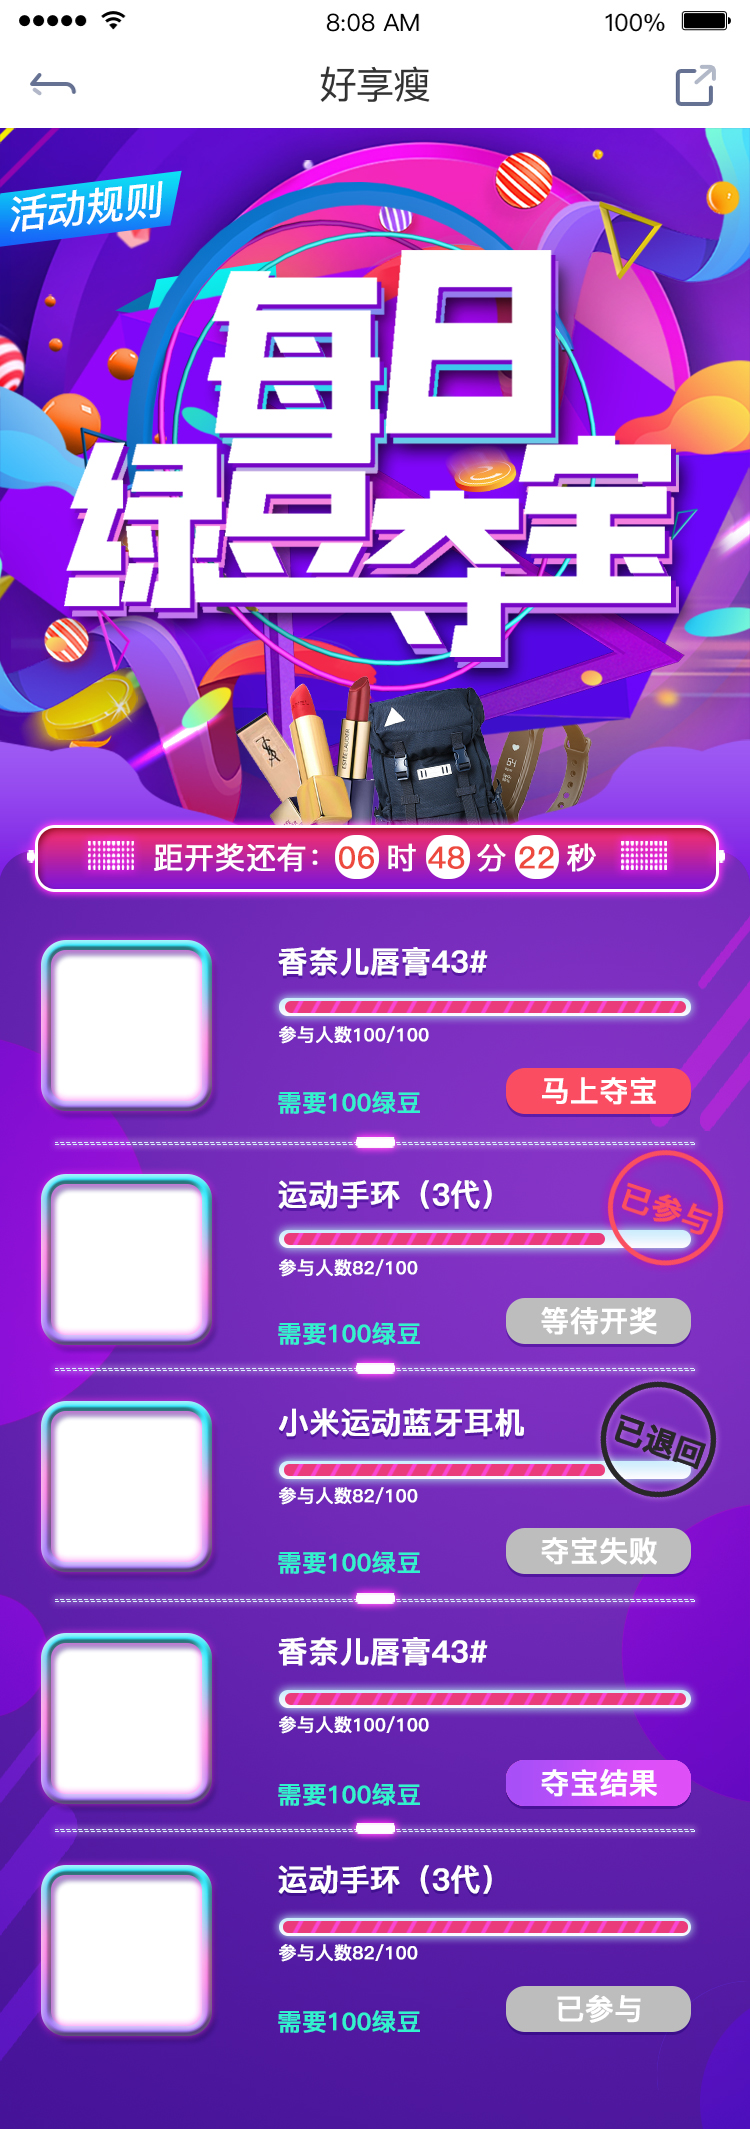 8:08 AM
100%
好享瘦
活动规则
每日
绿豆夺宝
YSL
ESTEE LAUDER
距开奖还有：06 时 48 分 22 秒
香奈儿唇膏43#
参与人数100/100
需要100绿豆
马上夺宝
运动手环（3代）
已参与
参与人数82/100
需要100绿豆
等待开奖
小米运动蓝牙耳机
已退回
参与人数82/100
需要100绿豆
夺宝失败
香奈儿唇膏43#
参与人数100/100
需要100绿豆
夺宝结果
运动手环（3代）
参与人数82/100
需要100绿豆
已参与